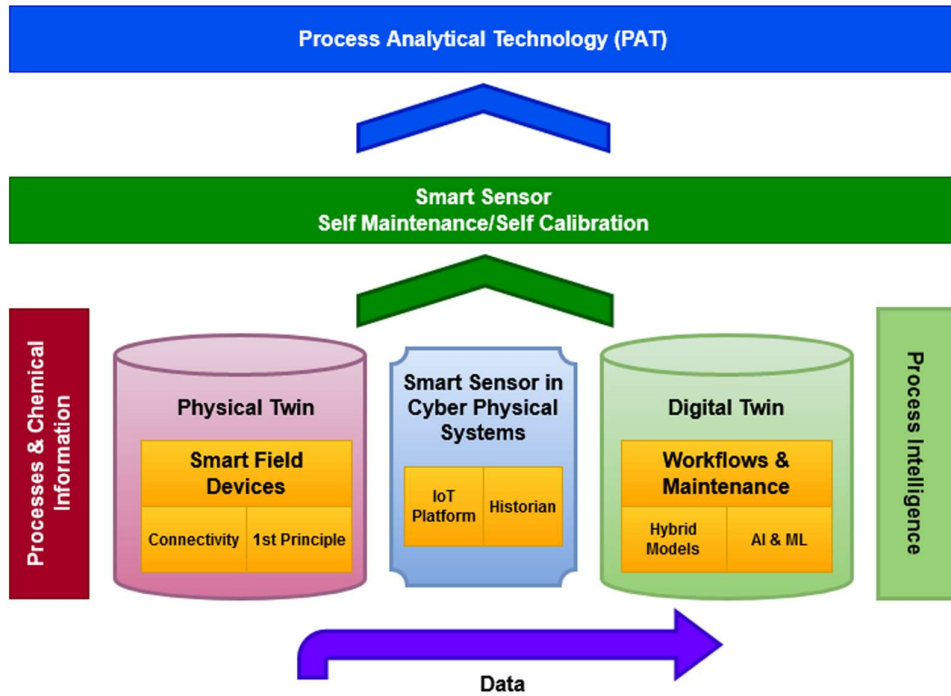 Process Analytical Technology (PAT)
Smart Sensor
Self Maintenance/Self Calibration
Processes & Chemical
Information
Physical Twin
Smart Field
Devices
Connectivity
1st Principle
Smart Sensor in
Cyber Physical
Systems
IoT
Platform
Historian
Digital Twin
Workflows &
Maintenance
Hybrid
Models
AI & ML
Process Intelligence
Data